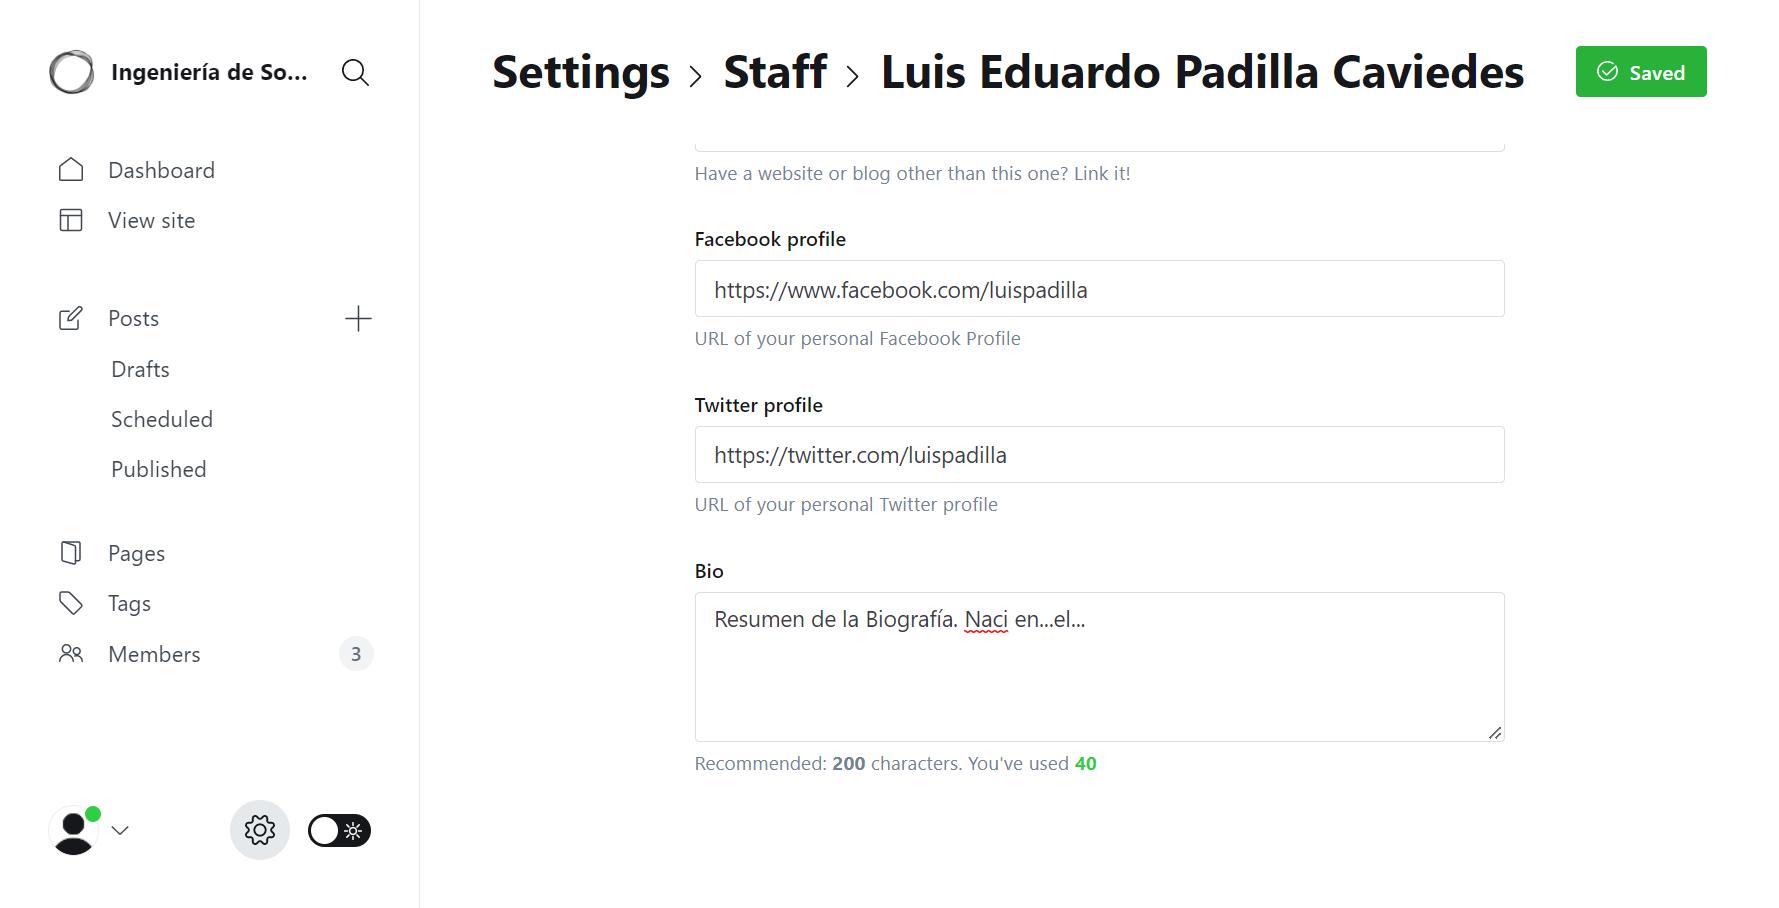 Ingeniería de So...
Dashboard
View site
Posts
Drafts
Scheduled
Published
Pages
Tags
Members
3
Settings > Staff > Luis Eduardo Padilla Caviedes
Saved
Have a website or blog other than this one? Link it!
Facebook profile
https://www.facebook.com/luispadilla
URL of your personal Facebook Profile
Twitter profile
https://twitter.com/luispadilla
URL of your personal Twitter profile
Bio
Resumen de la Biografía. Naci en...el...
Recommended: 200 characters. You've used 40